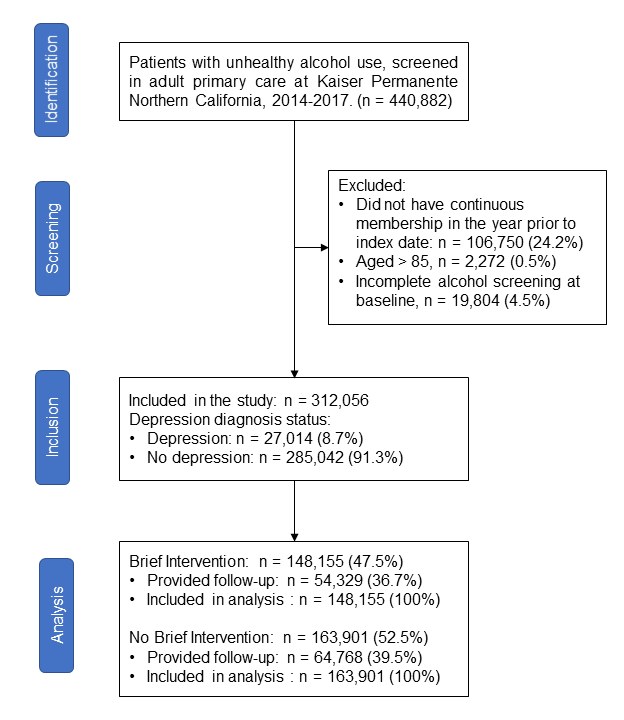 Identification
Patients with unhealthy alcohol use, screened
in adult primary care at Kaiser Permanente
Northern California, 2014-2017. (n = 440,882)
Screening
Excluded:
• Did not have continuous
membership in the year prior to
index date: n = 106,750 (24.2%)
• Aged > 85, n = 2,272 (0.5%)
• Incomplete alcohol screening at
baseline, n = 19,804 (4.5%)
Inclusion
Included in the study: n = 312,056
Depression diagnosis status:
• Depression: n = 27,014 (8.7%)
• No depression: n = 285,042 (91.3%)
Analysis
Brief Intervention: n = 148,155 (47.5%)
• Provided follow-up: n = 54,329 (36.7%)
• Included in analysis : n = 148,155 (100%)
No Brief Intervention: n = 163,901 (52.5%)
• Provided follow-up: n = 64,768 (39.5%)
• Included in analysis : n = 163,901 (100%)